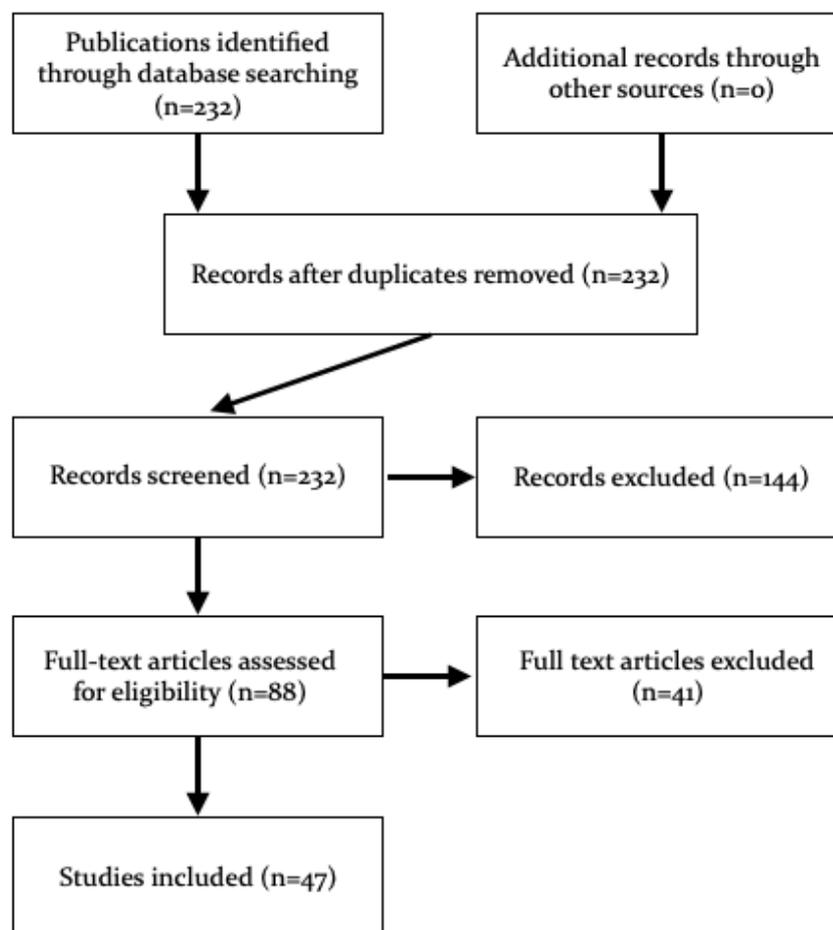 Publications identified
through database searching
(n=232)
Additional records through
other sources (n=0)
Records after duplicates removed (n=232)
Records screened (n=232)
Records excluded (n=144)
Full-text articles assessed
for eligibility (n=88)
Full text articles excluded
(n=41)
Studies included (n=47)